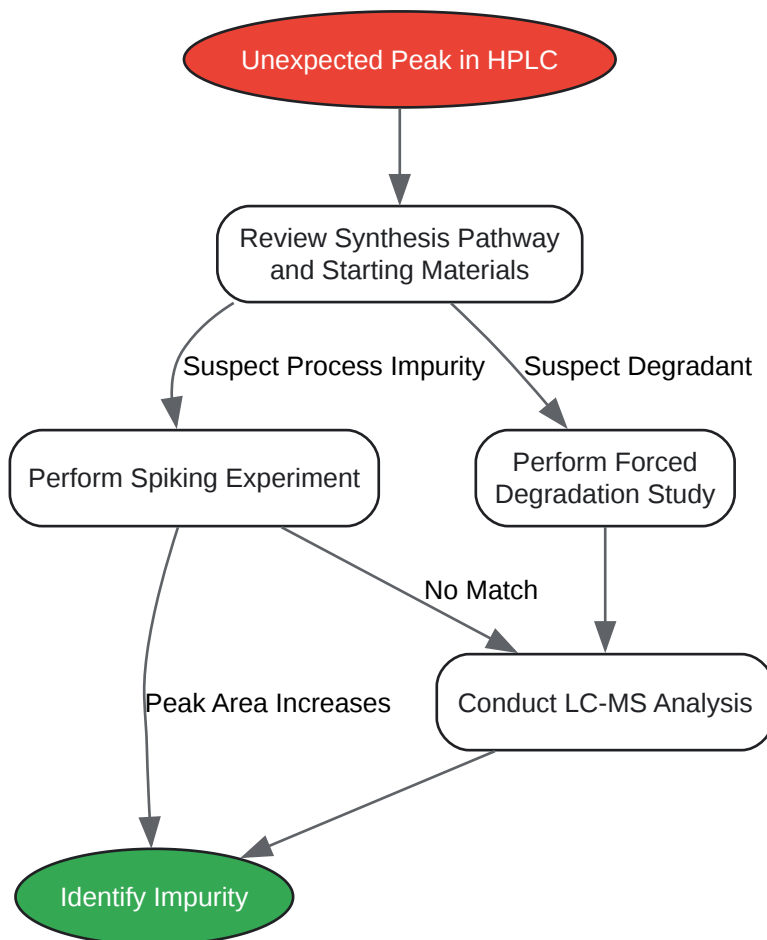 Unexpected Peak in HPLC
Review Synthesis Pathway
and Starting Materials
Suspect Process Impurity
Suspect Degradant
Perform Spiking Experiment
Perform Forced
Degradation Study
No Match
Peak Area Increases
Conduct LC-MS Analysis
Identify Impurity